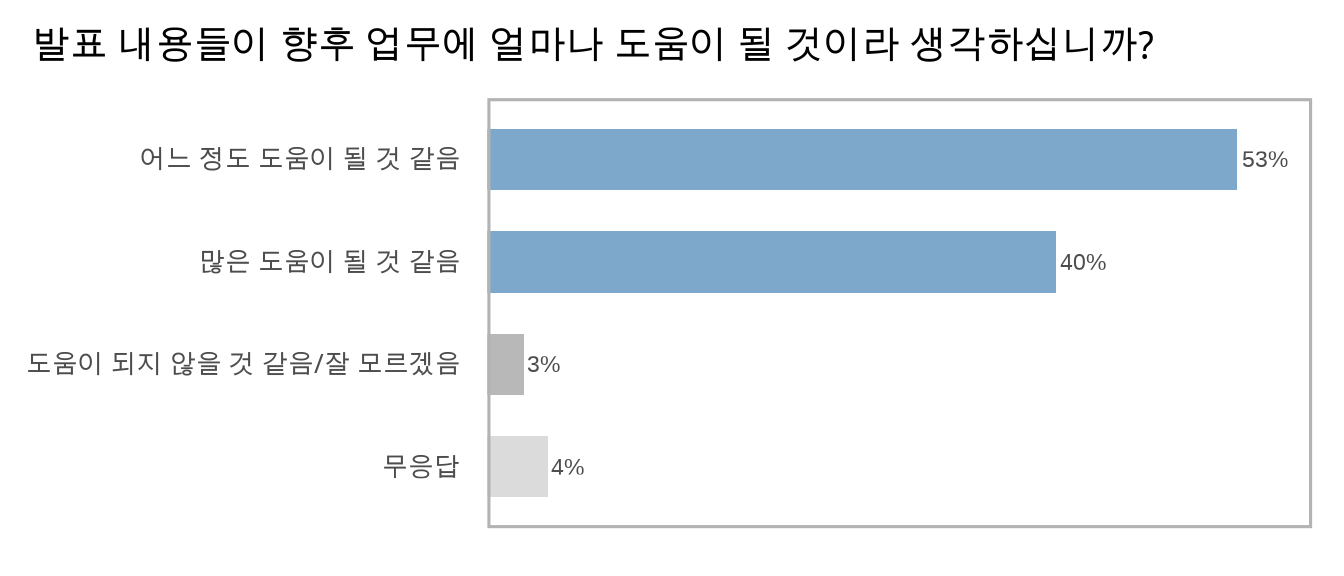 발표 내용들이 향후 업무에 얼마나 도움이 될 것이라 생각하십니까?
어느 정도 도움이 될 것 같음 53%
많은 도움이 될 것 같음 40%
도움이 되지 않을 것 같음/잘 모르겠음 3%
무응답 4%